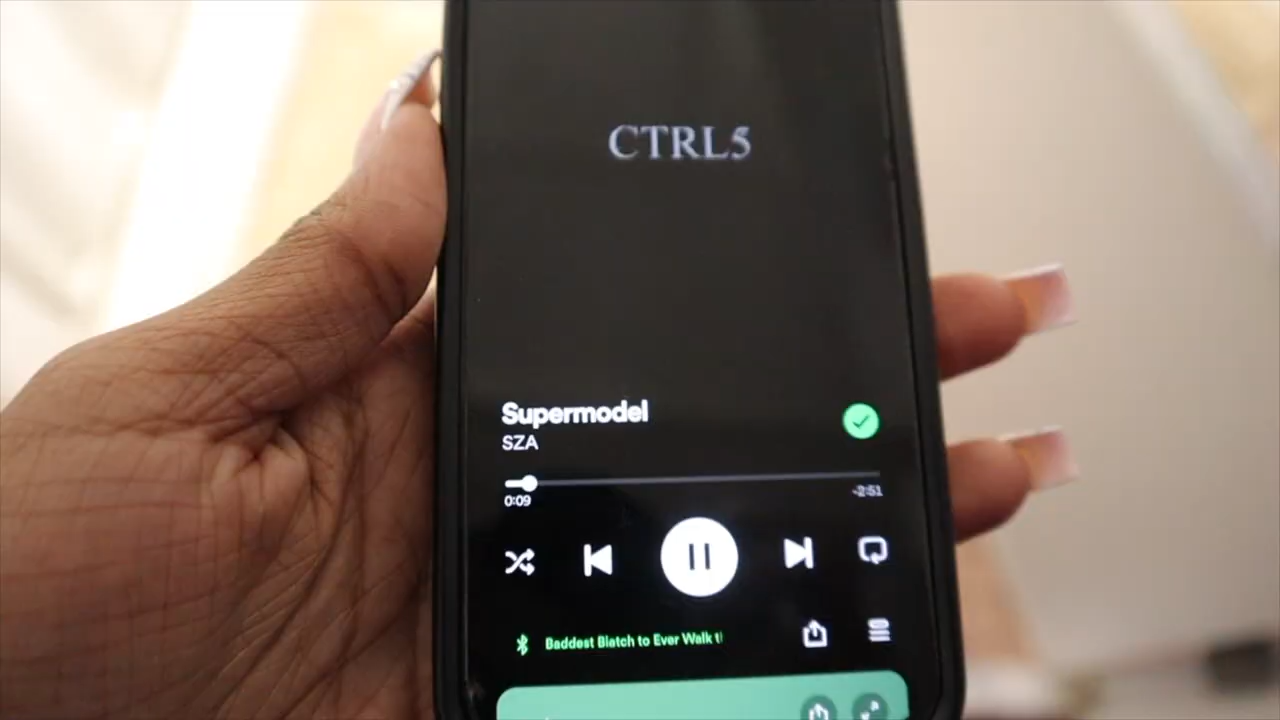 CTRL5
Supermodel
SZA
0:09
-2:51
Baddest Biatch to Ever Walk t